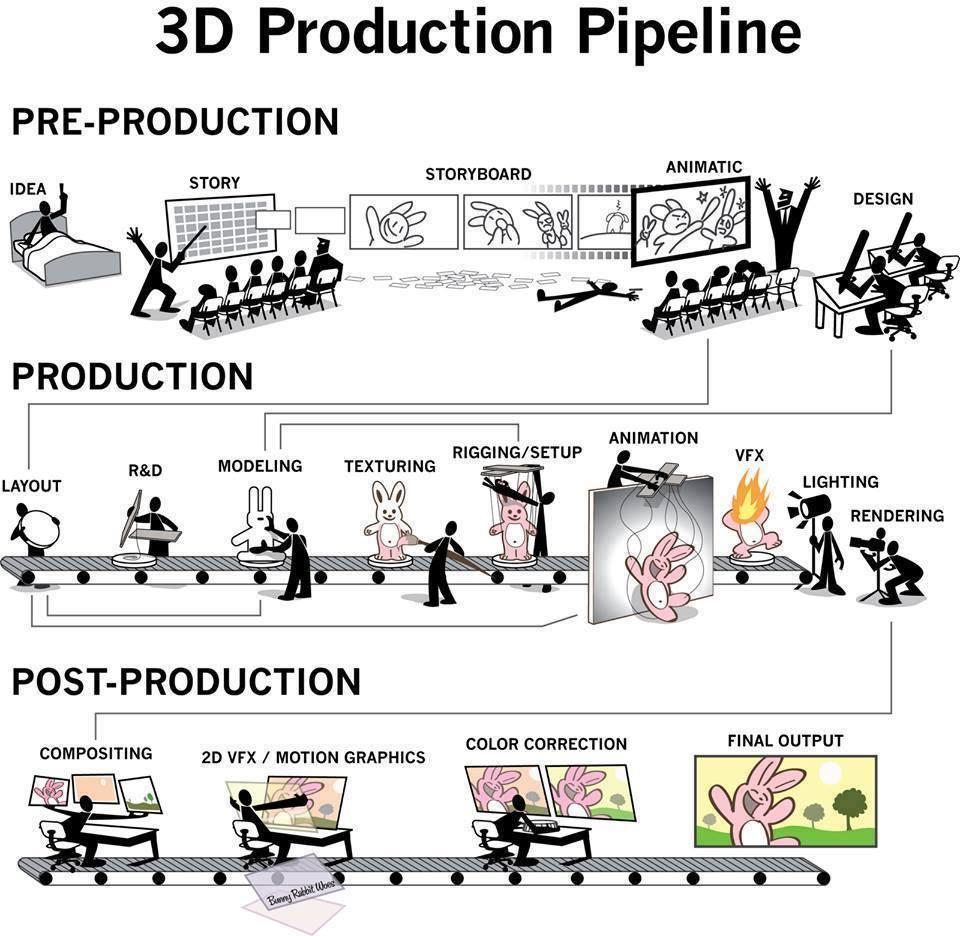 3D Production Pipeline
PRE-PRODUCTION
IDEA
STORY
STORYBOARD
ANIMATIC
DESIGN
PRODUCTION
LAYOUT
R&D
MODELING
TEXTURING
RIGGING/SETUP
ANIMATION
VFX
LIGHTING
RENDERING
POST-PRODUCTION
COMPOSITING
2D VFX / MOTION GRAPHICS
COLOR CORRECTION
FINAL OUTPUT
Bunny Rabbit Woes